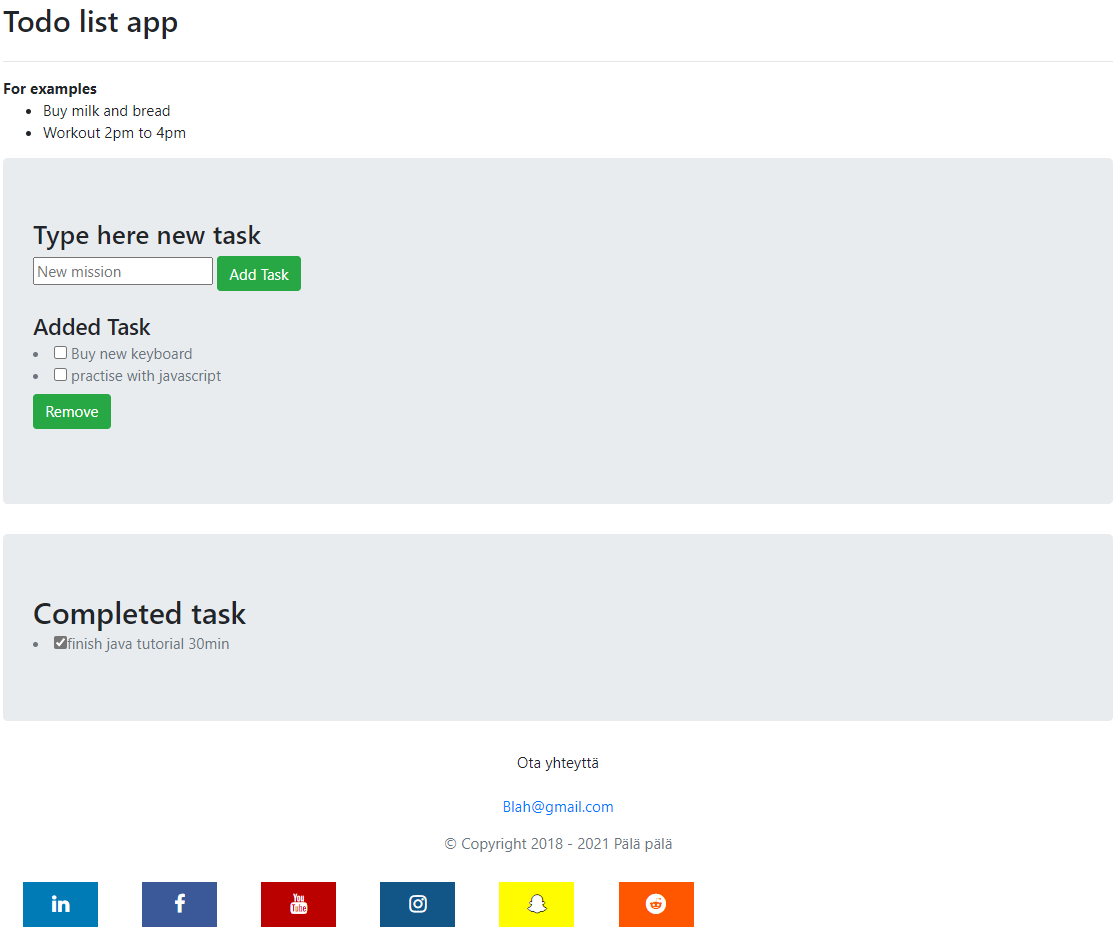 Todo list app
For examples
Buy milk and bread
Workout 2pm to 4pm
Type here new task
New mission Add Task
Added Task
Buy new keyboard
practise with javascript
Remove
Completed task
finish java tutorial 30min
Ota yhteyttä
Blah@gmail.com
© Copyright 2018 - 2021 Pälä pälä
in f You Tube